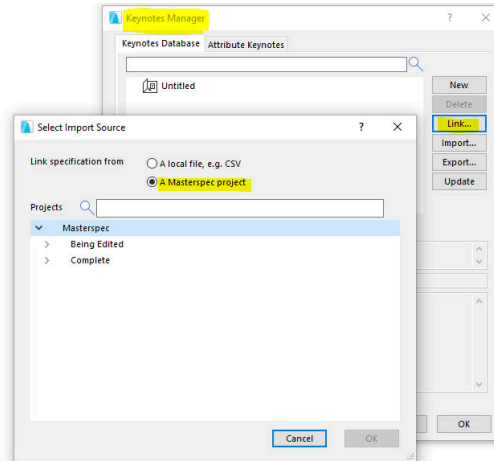 Keynotes Manager ? ×
Keynotes Database Attribute Keynotes
Untitled
New
Delete
Link...
Import...
Export...
Update
OK
Select Import Source ? ×
Link specification from
A local file, e.g. CSV
A Masterspec project
Projects
Masterspec
Being Edited
Complete
Cancel OK